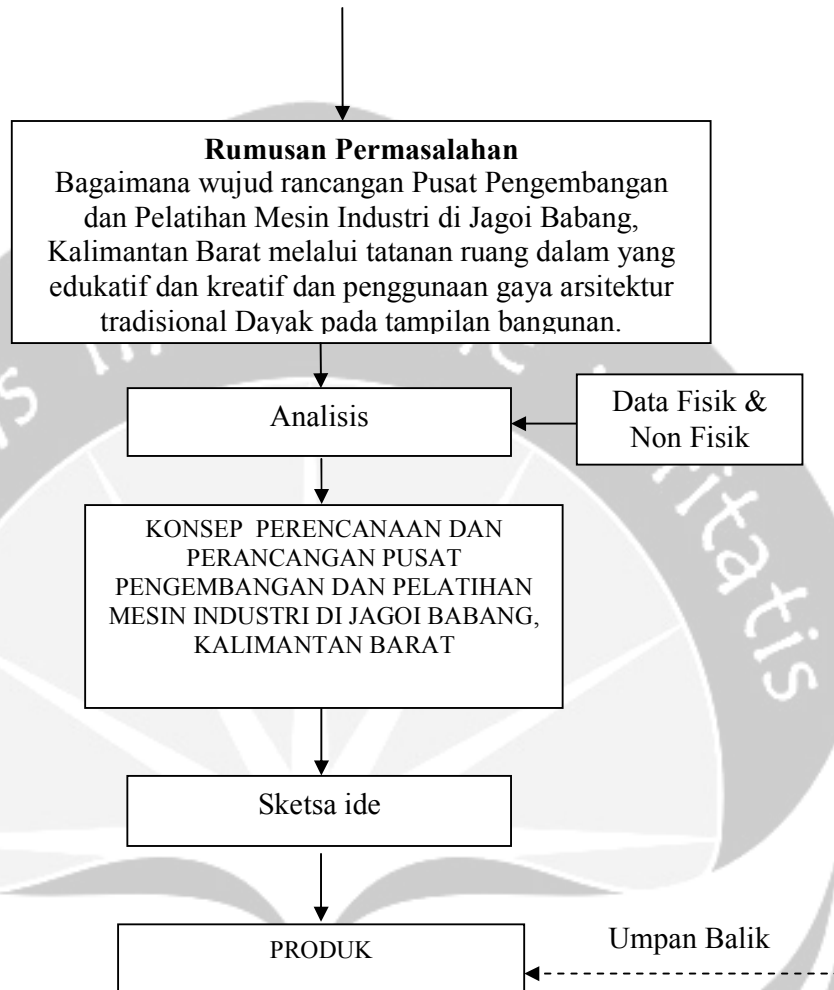 Rumusan Permasalahan
Bagaimana wujud rancangan Pusat Pengembangan
dan Pelatihan Mesin Industri di Jagoi Babang,
Kalimantan Barat melalui tatanan ruang dalam yang
edukatif dan kreatif dan penggunaan gaya arsitektur
tradisional Dayak pada tampilan bangunan.
Analisis
Data Fisik &
Non Fisik
KONSEP PERENCANAAN DAN
PERANCANGAN PUSAT
PENGEMBANGAN DAN PELATIHAN
MESIN INDUSTRI DI JAGOI BABANG,
KALIMANTAN BARAT
Sketsa ide
PRODUK
Umpan Balik